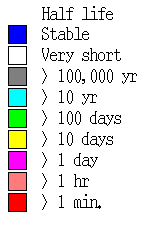 Half life
Stable
Very short
> 100,000 yr
> 10 yr
> 100 days
> 10 days
> 1 day
> 1 hr
> 1 min.